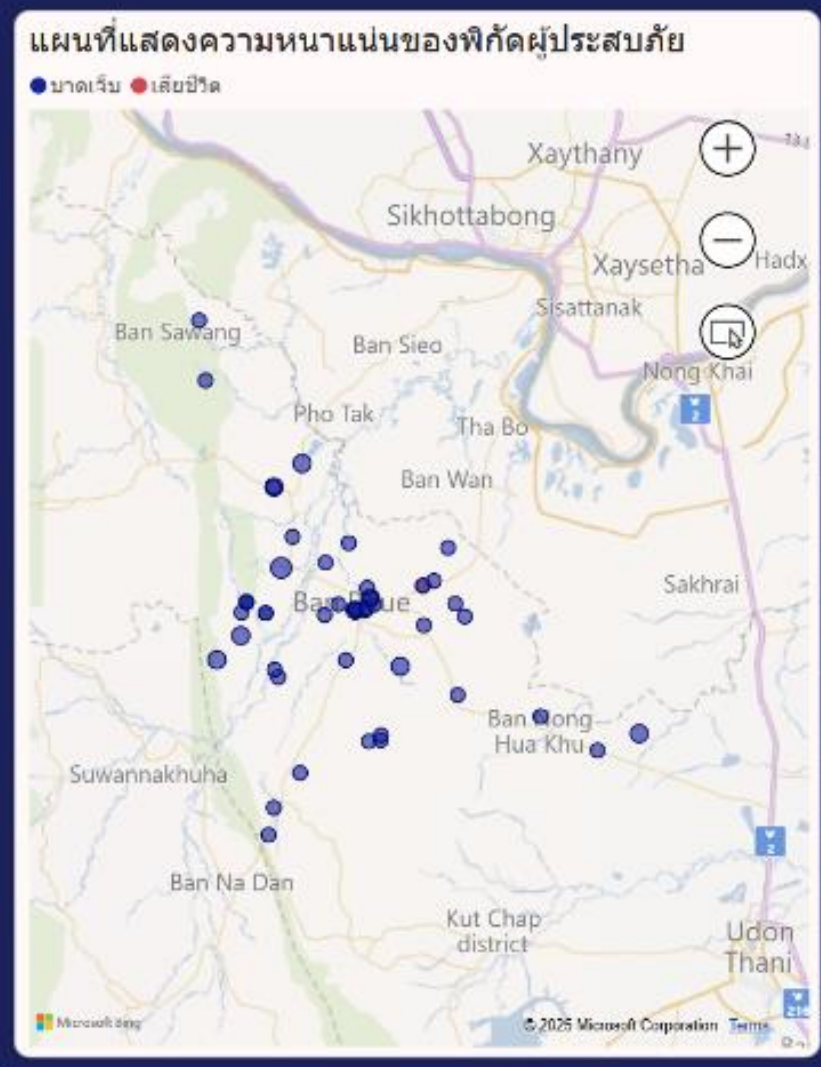 แผนที่แสดงความหนาแน่นของพิกัดผู้ประสบภัย
บาดเจ็บ เสียชีวิต
Xaythany
Sikhottabong
Xaysetha
Hadx
Sisattanak
Ban Sawang
Ban Sieo
Nong Khai
2
Pho Tak
Tha Bo
Ban Wan
Sakhrai
Ban Nong
Hua Khu
Suwannakhuha
2
Ban Na Dan
Kut Chap
district
Udon
Thani
Microsoft Bing
© 2025 Microsoft Corporation Terms